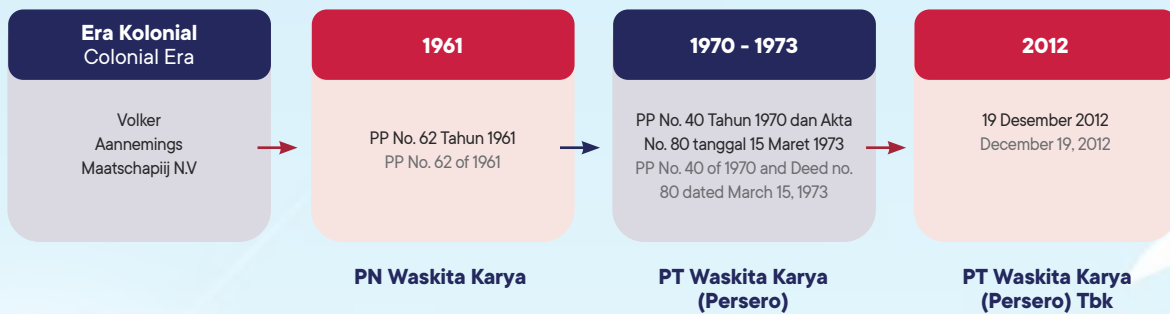 Era Kolonial
Colonial Era
Volker
Aannemings
Maatschapiij N.V
1961
PP No. 62 Tahun 1961
PP No. 62 of 1961
PN Waskita Karya
1970 - 1973
PP No. 40 Tahun 1970 dan Akta
No. 80 tanggal 15 Maret 1973
PP No. 40 of 1970 and Deed no.
80 dated March 15, 1973
PT Waskita Karya
(Persero)
2012
19 Desember 2012
December 19, 2012
PT Waskita Karya
(Persero) Tbk